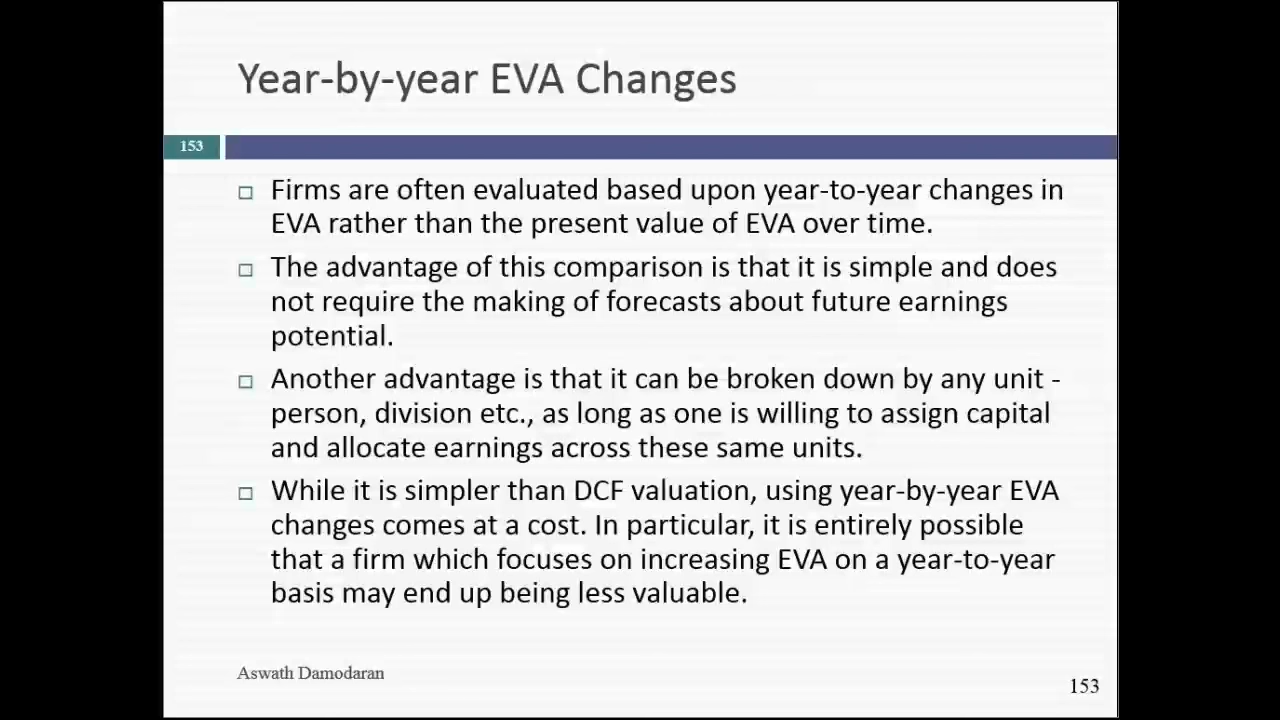 Year-by-year EVA Changes
153
Firms are often evaluated based upon year-to-year changes in
EVA rather than the present value of EVA over time.
The advantage of this comparison is that it is simple and does
not require the making of forecasts about future earnings
potential.
Another advantage is that it can be broken down by any unit -
person, division etc., as long as one is willing to assign capital
and allocate earnings across these same units.
While it is simpler than DCF valuation, using year-by-year EVA
changes comes at a cost. In particular, it is entirely possible
that a firm which focuses on increasing EVA on a year-to-year
basis may end up being less valuable.
Aswath Damodaran
153